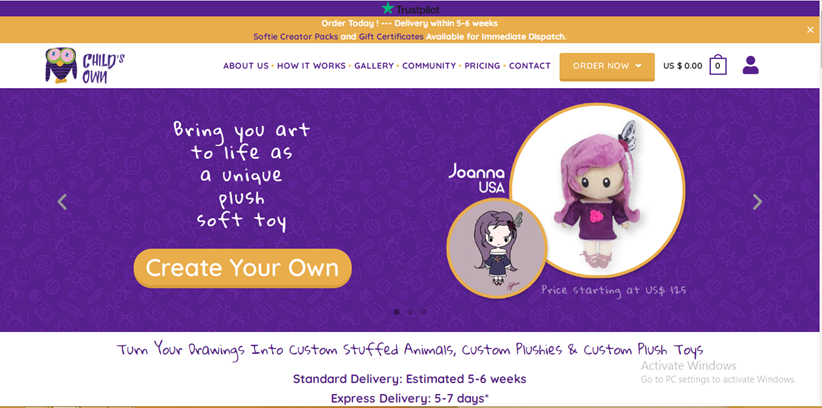 Trustpilot
Order Today ! --- Delivery within 5-6 weeks
Softie Creator Packs and Gift Certificates Available for Immediate Dispatch.
×
CHILD'S
OWN
ABOUT US • HOW IT WORKS • GALLERY • COMMUNITY • PRICING • CONTACT
ORDER NOW
US $ 0.00
0
Bring you art
to life as
a unique
plush
soft toy
Create Your Own
Joanna
USA
Price starting at US$ 125
Turn Your Drawings Into Custom Stuffed Animals, Custom Plushies & Custom Plush Toys
Standard Delivery: Estimated 5-6 weeks
Express Delivery: 5-7 days*
Activate Windows
Go to PC settings to activate Windows.